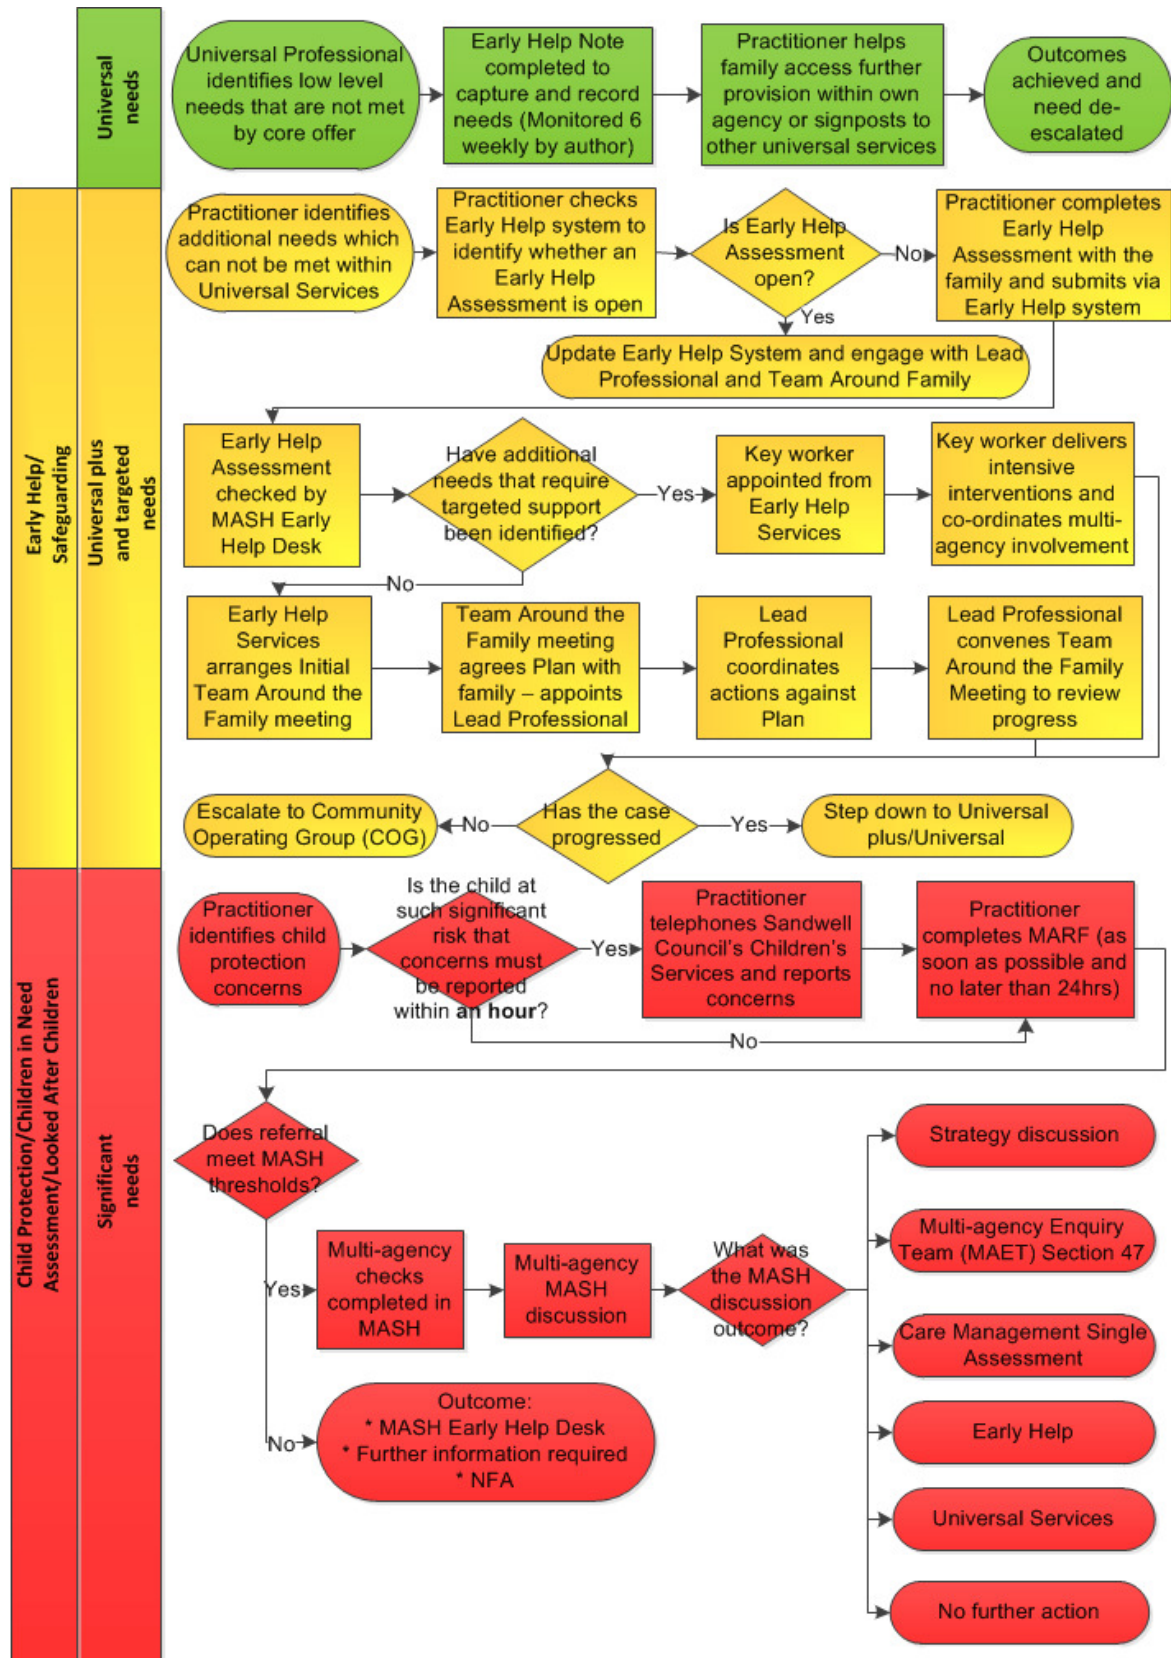 Universal
needs
Universal Professional
identifies low level
needs that are not met
by core offer
Early Help Note
completed to
capture and record
needs (Monitored 6
weekly by author)
Practitioner helps
family access further
provision within own
agency or signposts to
other universal services
Outcomes
achieved and
need de-
escalated
Early Help/
Safeguarding
Universal plus
and targeted
needs
Practitioner identifies
additional needs which
can not be met within
Universal Services
Practitioner checks
Early Help system to
identify whether an
Early Help
Assessment is open
Is Early Help
Assessment
open?
No
Practitioner completes
Early Help
Assessment with the
family and submits via
Early Help system
Yes
Update Early Help System and engage with Lead
Professional and Team Around Family
Early Help
Assessment
checked by
MASH Early
Help Desk
Have additional
needs that require
targeted support
been identified?
Yes
Key worker
appointed from
Early Help
Services
Key worker delivers
intensive
interventions and
co-ordinates multi-
agency involvement
No
Early Help
Services
arranges Initial
Team Around the
Family meeting
Team Around the
Family meeting
agrees Plan with
family – appoints
Lead Professional
Lead
Professional
coordinates
actions against
Plan
Lead Professional
convenes Team
Around the Family
Meeting to review
progress
Escalate to Community
Operating Group (COG)
No
Has the case
progressed
Yes
Step down to Universal
plus/Universal
Child Protection/Children in Need
Assessment/Looked After Children
Significant
needs
Practitioner
identifies child
protection
concerns
Is the child at
such significant
risk that
concerns must
be reported
within an hour?
Yes
Practitioner
telephones Sandwell
Council's Children's
Services and reports
concerns
Practitioner
completes MARF (as
soon as possible and
no later than 24hrs)
No
Does referral
meet MASH
thresholds?
Yes
Multi-agency
checks
completed in
MASH
Multi-agency
MASH
discussion
What was
the MASH
discussion
outcome?
Strategy discussion
Multi-agency Enquiry
Team (MAET) Section 47
Care Management Single
Assessment
Early Help
Universal Services
No further action
No
Outcome:
* MASH Early Help Desk
* Further information required
* NFA